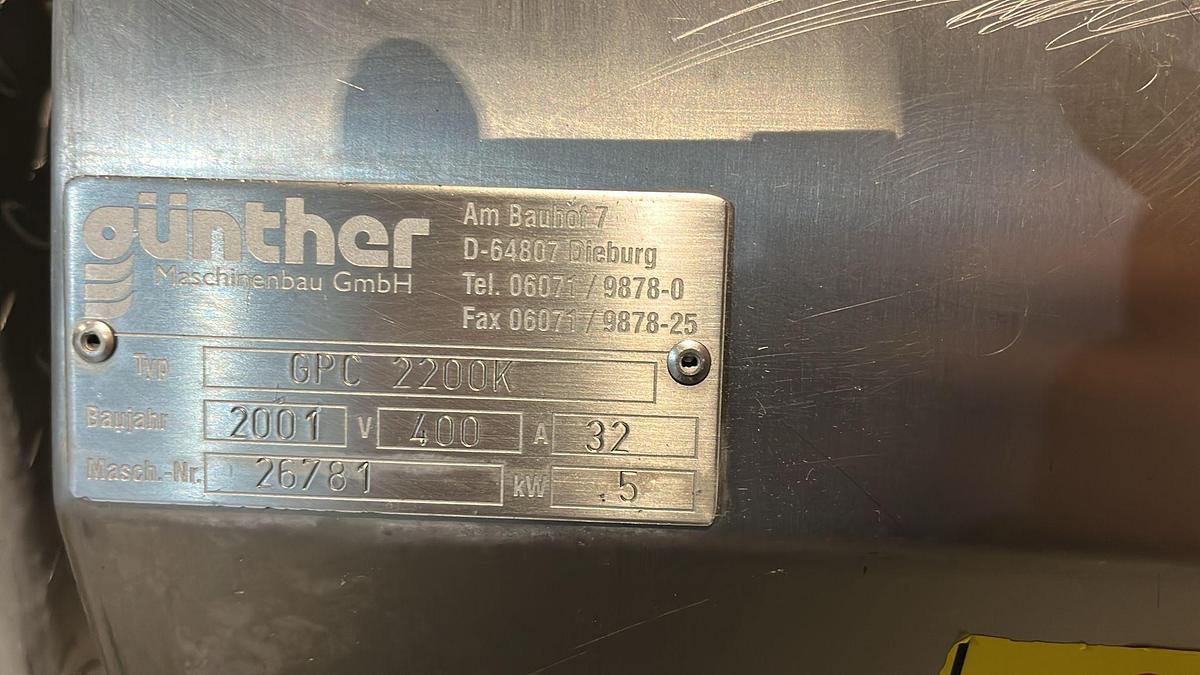 günther
Maschinenbau GmbH
Am Bauhof 7
D-64807 Dieburg
Tel. 06071 / 9878-0
Fax 06071 / 9878-25
Typ GPC 2200K
Baujahr 2001 V 400 A 32
Masch.-Nr. 26781 kW .5